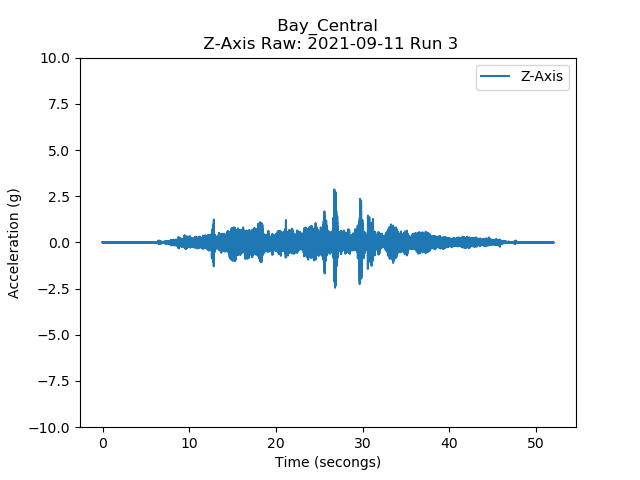 Bay_Central
Z-Axis Raw: 2021-09-11 Run 3
Z-Axis
10.0
7.5
5.0
2.5
0.0
−2.5
−5.0
−7.5
−10.0
Acceleration (g)
0 10 20 30 40 50
Time (secongs)